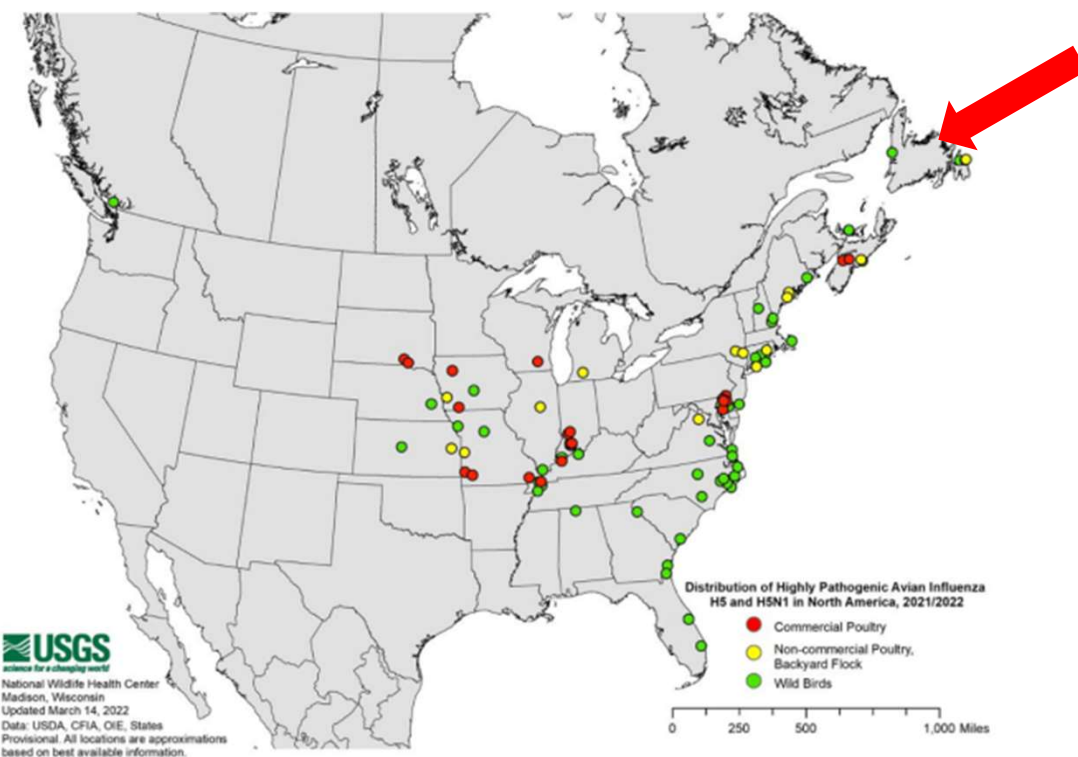 Distribution of Highly Pathogenic Avian Influenza
H5 and H5N1 in North America, 2021/2022
Commercial Poultry
Non-commercial Poultry,
Backyard Flock
Wild Birds
0 250 500 1,000 Miles
USGS
science for a changing world
National Wildlife Health Center
Madison, Wisconsin
Updated March 14, 2022
Data: USDA, CFIA, OIE, States
Provisional. All locations are approximations
based on best available information.